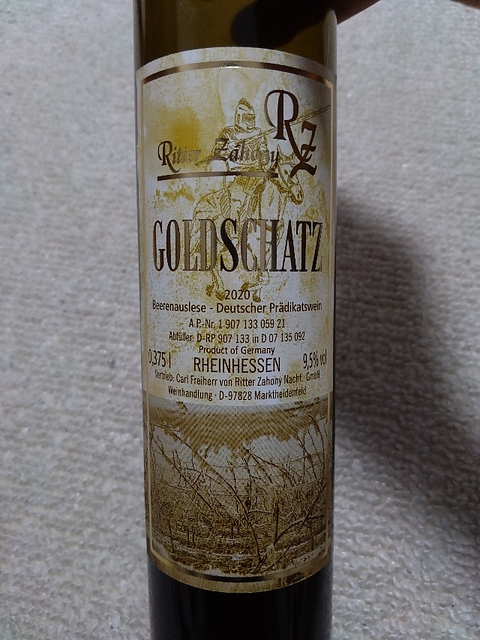 RZ
Ritter Zahony
GOLDSCHATZ
2020
Beerenauslese - Deutscher Prädikatswein
A.P.-Nr. 1 907 133 059 21
Abfüller: D-RP 907 133 in D 07 135 092
Product of Germany
0,375 l RHEINHESSEN 9,5% vol
Vertrieb: Carl Freiherr von Ritter Zahony Nachf. GmbH
Weinhandlung · D-97828 Marktheidenfeld